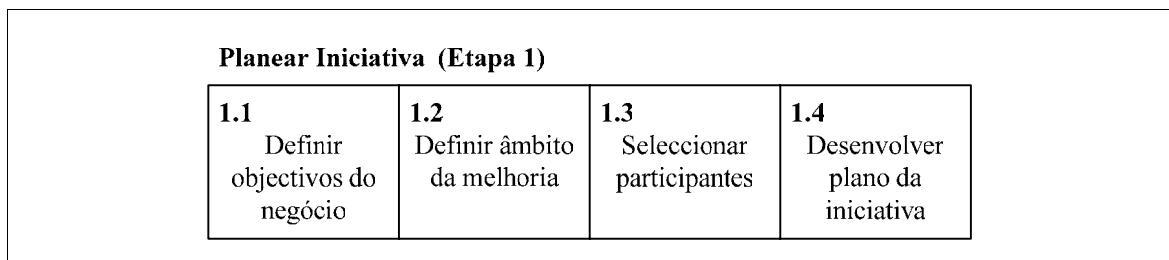 Planear Iniciativa (Etapa 1)
1.1
Definir
objectivos do
negócio
1.2
Definir âmbito
da melhoria
1.3
Seleccionar
participantes
1.4
Desenvolver
plano da
iniciativa